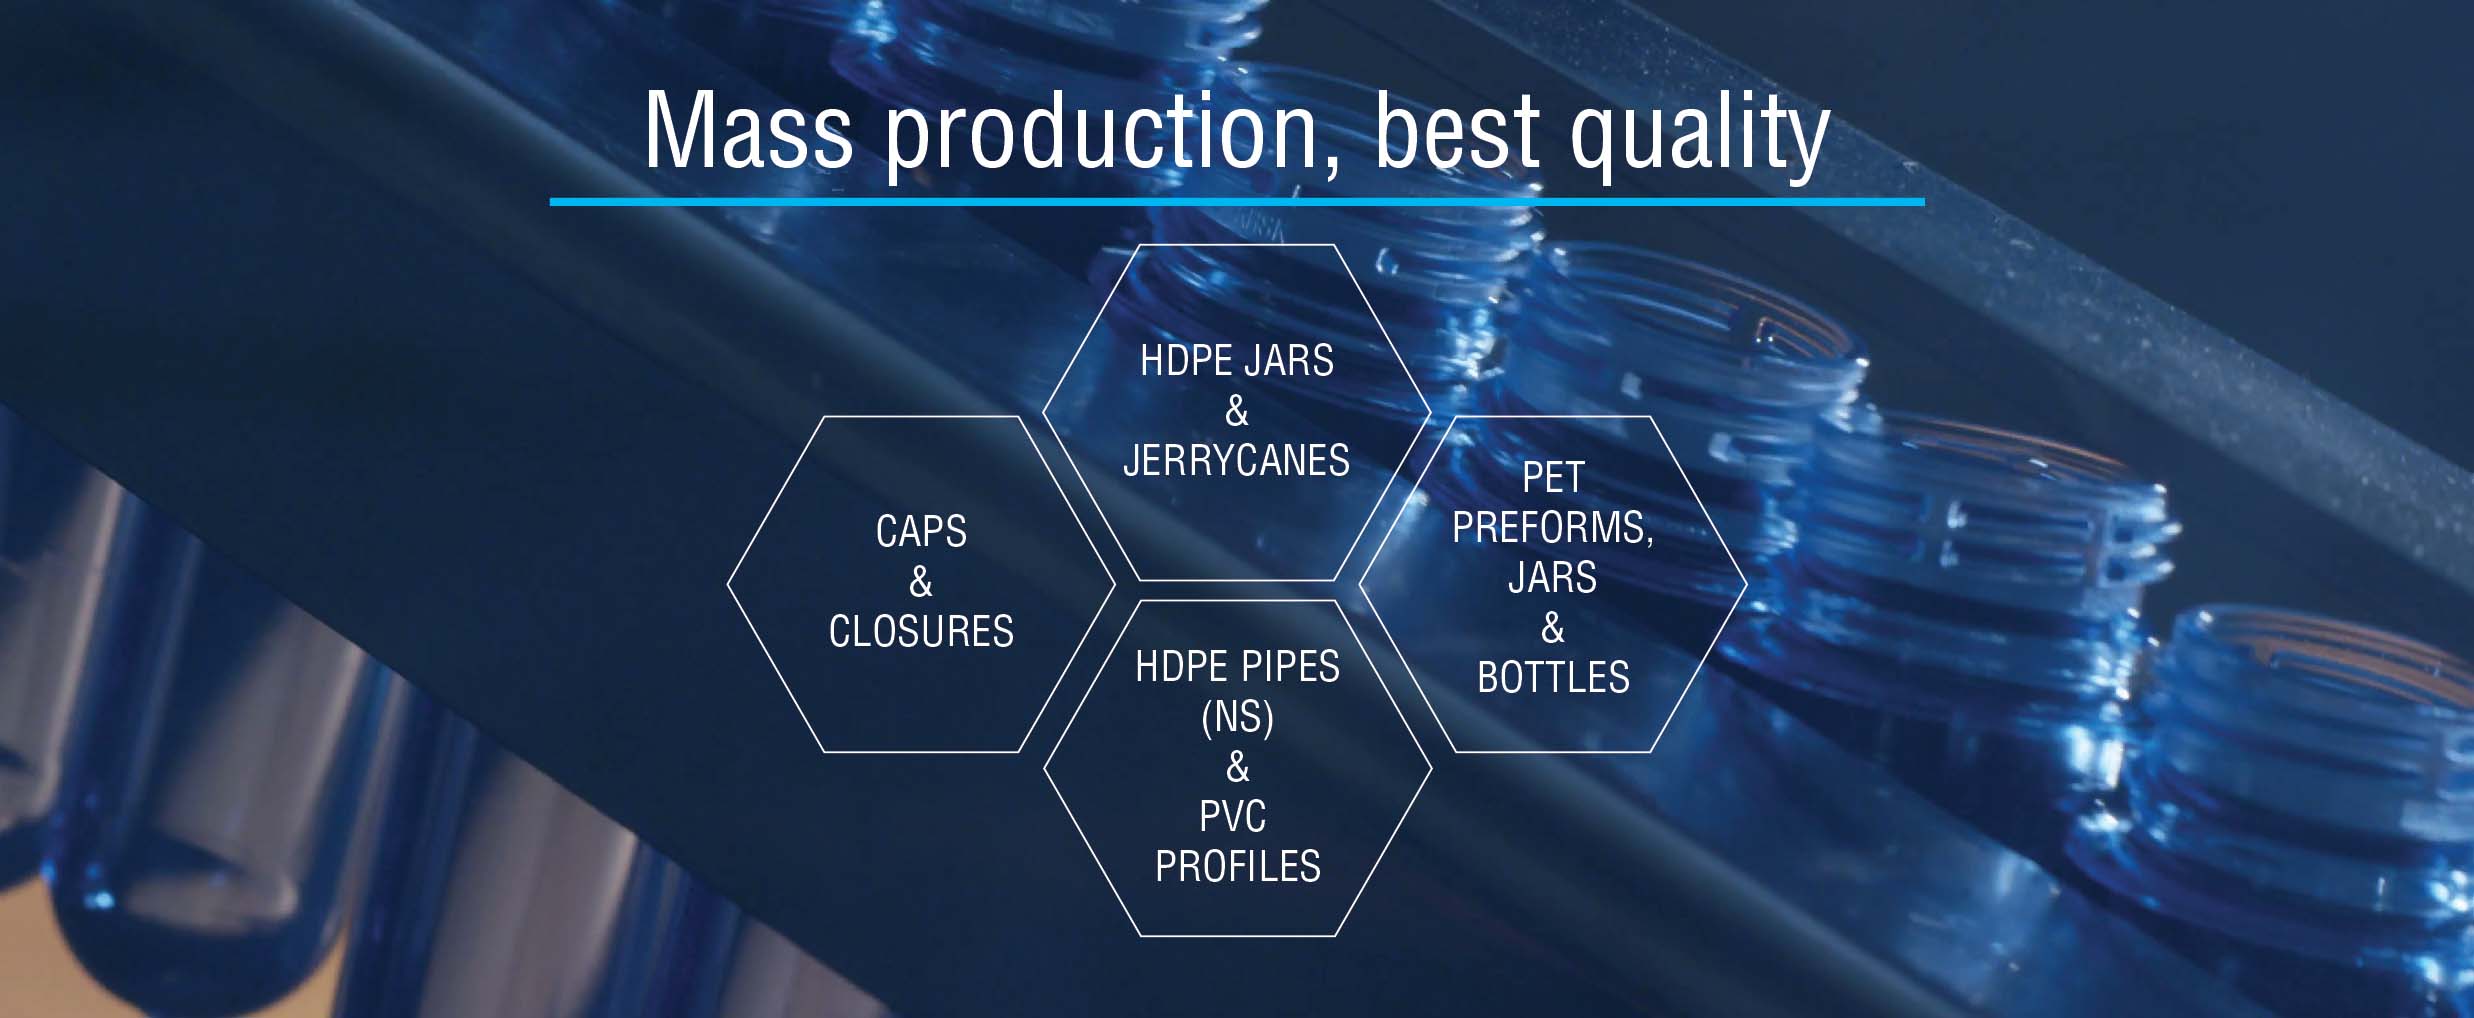 Mass production, best quality
HDPE JARS
&
JERRYCANES
CAPS
&
CLOSURES
PET
PREFORMS,
JARS
&
BOTTLES
HDPE PIPES
(NS)
&
PVC
PROFILES